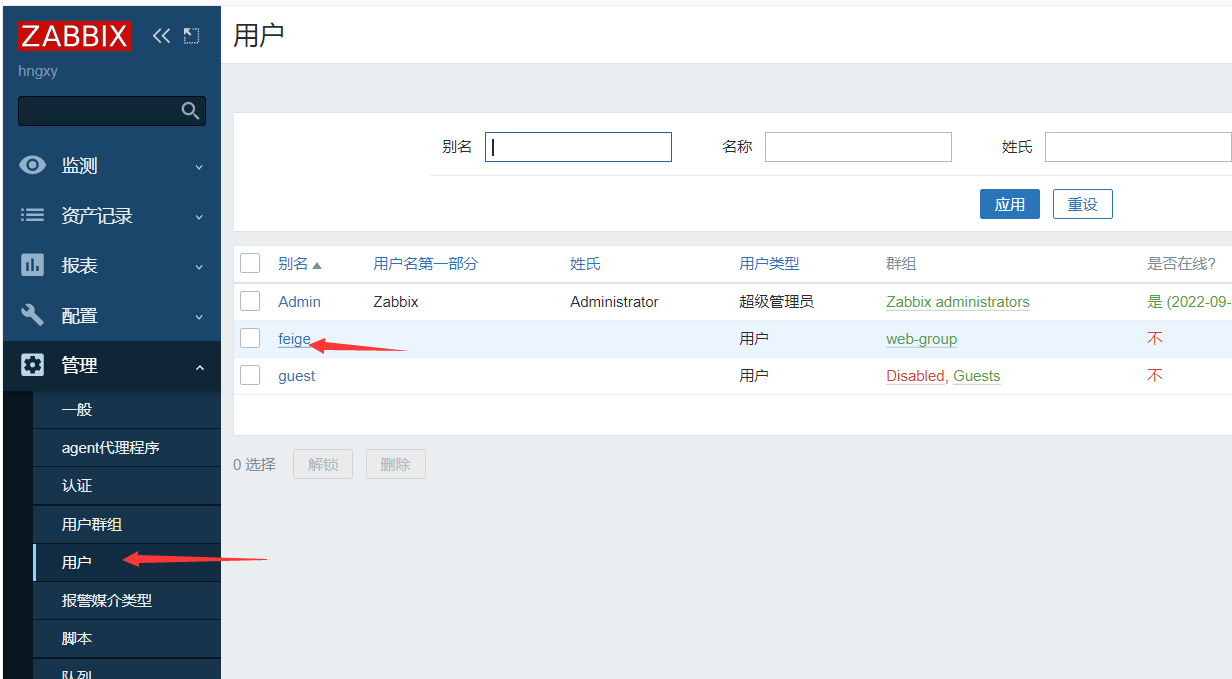 ZABBIX
hngxy
监测
资产记录
报表
配置
管理
一般
agent代理程序
认证
用户群组
用户
报警媒介类型
脚本
队列
用户
别名 名称 姓氏
应用 重设
别名 用户名第一部分 姓氏 用户类型 群组 是否在线?
Admin Zabbix Administrator 超级管理员 Zabbix administrators 是 (2022-09-
feige 用户 web-group 不
guest 用户 Disabled, Guests 不
0 选择 解锁 删除